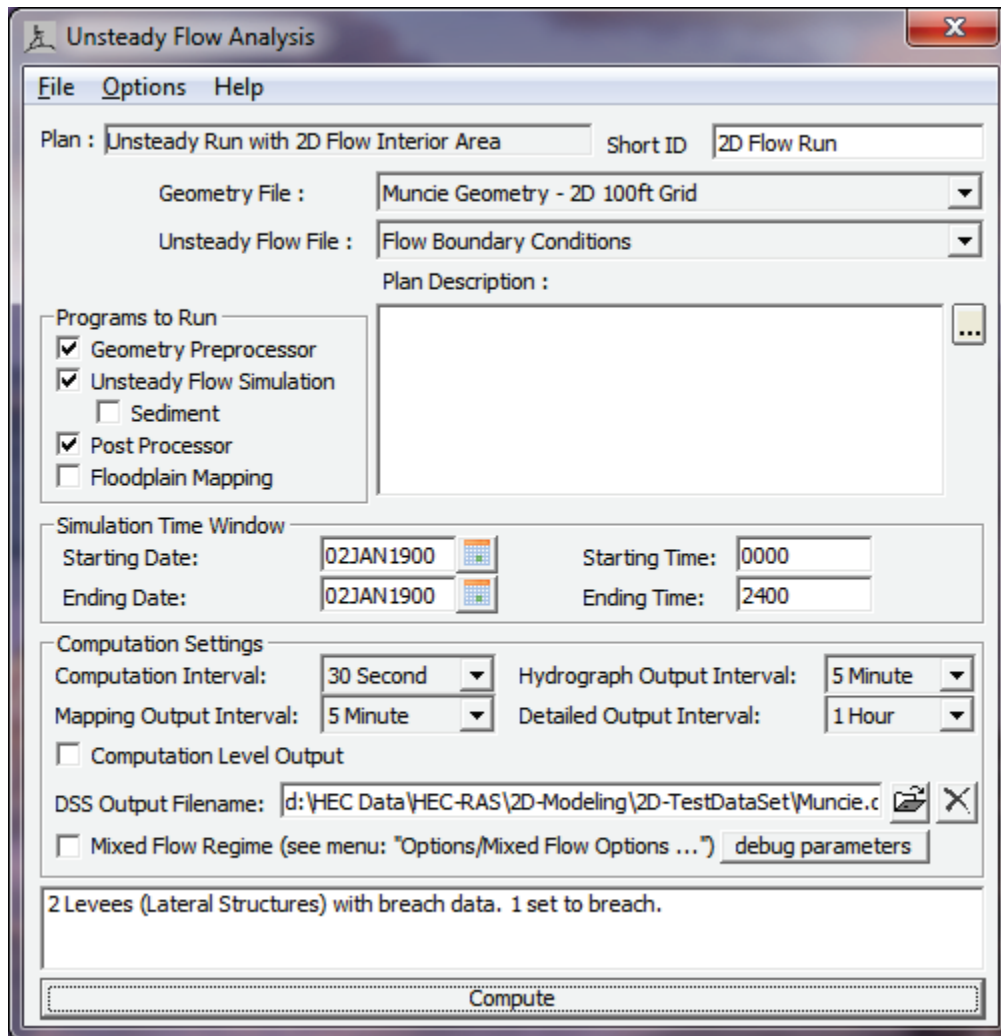 Unsteady Flow Analysis
File Options Help
Plan : Unsteady Run with 2D Flow Interior Area Short ID 2D Flow Run
Geometry File : Muncie Geometry - 2D 100ft Grid
Unsteady Flow File : Flow Boundary Conditions
Plan Description :
Programs to Run
Geometry Preprocessor
Unsteady Flow Simulation
Sediment
Post Processor
Floodplain Mapping
...
Simulation Time Window
Starting Date: 02JAN1900 Starting Time: 0000
Ending Date: 02JAN1900 Ending Time: 2400
Computation Settings
Computation Interval: 30 Second Hydrograph Output Interval: 5 Minute
Mapping Output Interval: 5 Minute Detailed Output Interval: 1 Hour
Computation Level Output
DSS Output Filename: d:\HEC Data\HEC-RAS\2D-Modeling\2D-TestDataSet\Muncie.c
Mixed Flow Regime (see menu: "Options/Mixed Flow Options ...") debug parameters
2 Levees (Lateral Structures) with breach data. 1 set to breach.
Compute